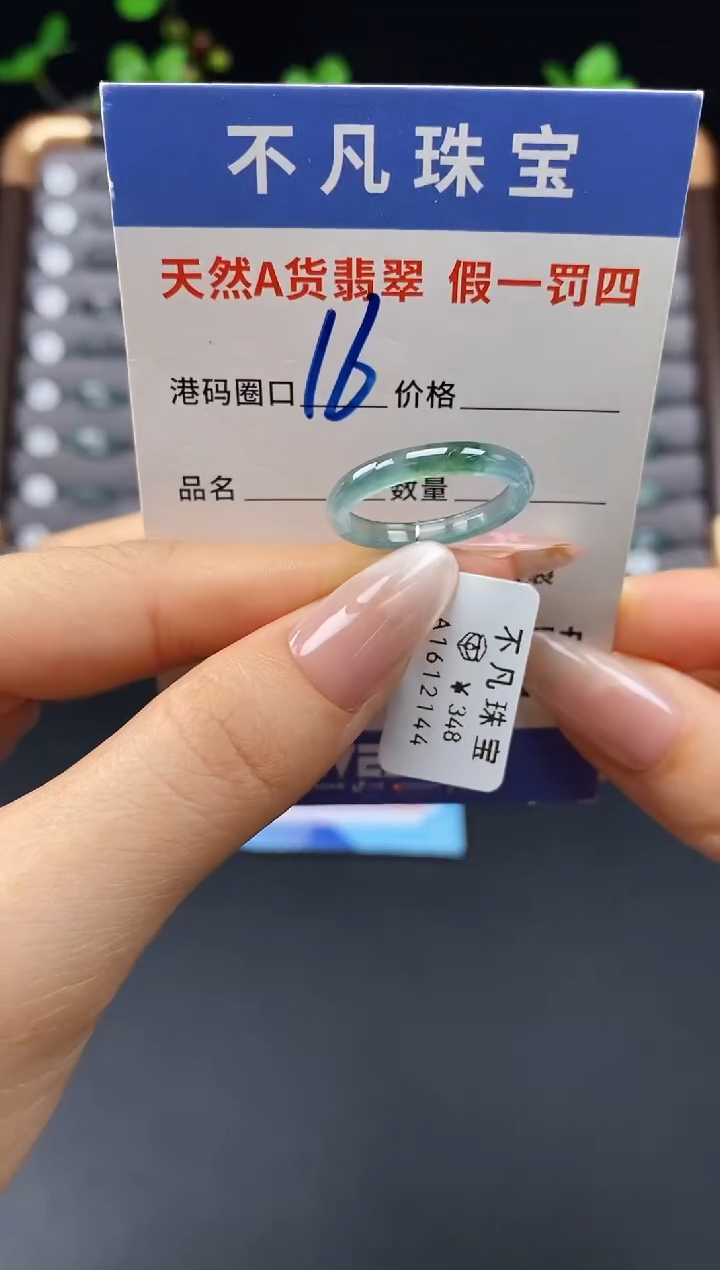 不凡珠宝
天然A货翡翠 假一罚四
港码圈口 16 价格
品名 数量
不凡珠宝
¥348
A1612144